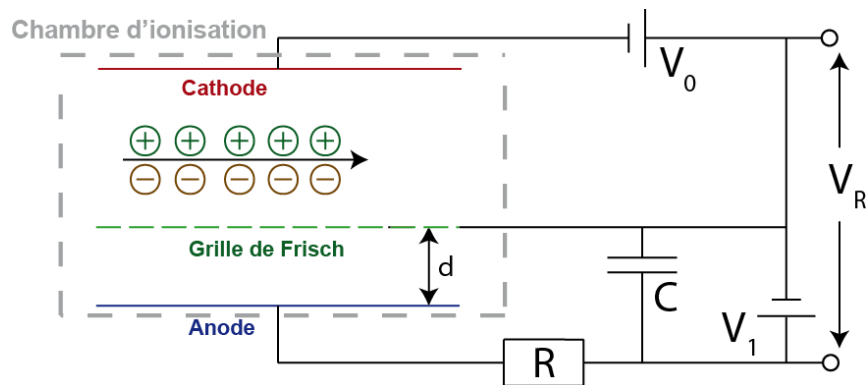 Chambre d'ionisation
V0
Cathode
+ + + + +
− − − − −
VR
Grille de Frisch
d
C
Anode
V1
R